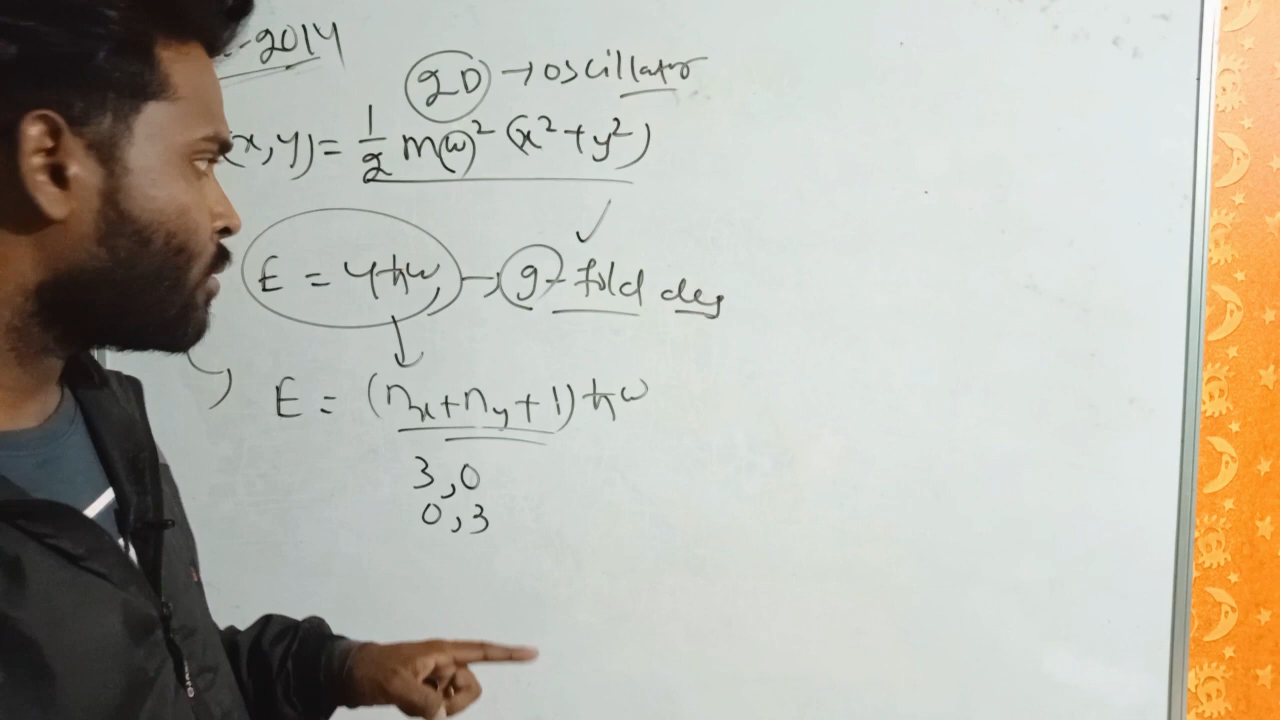 -2014
2D → oscillator
(x,y) = 1/2 mω² (x²+y²)
E = 4ħω, → g-fold deg
E = (nx+ny+1)ħω
3,0
0,3